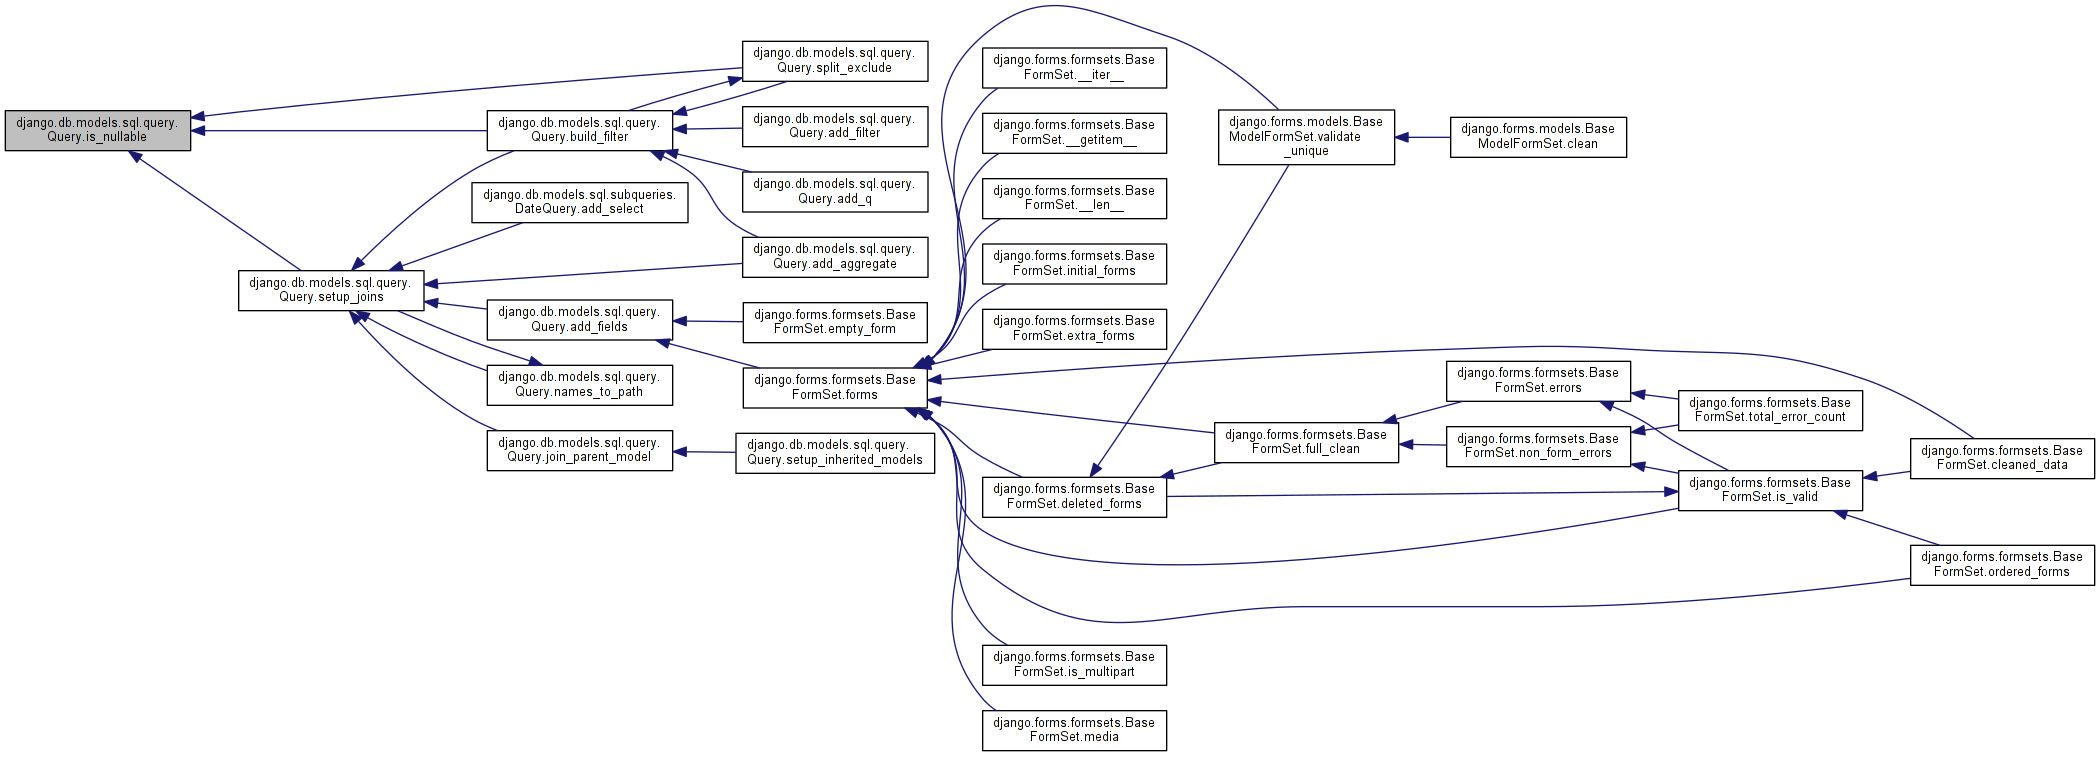 django.db.models.sql.query.
Query.is_nullable
django.db.models.sql.query.
Query.setup_joins
django.db.models.sql.query.
Query.build_filter
django.db.models.sql.subqueries.
DateQuery.add_select
django.db.models.sql.query.
Query.add_fields
django.db.models.sql.query.
Query.names_to_path
django.db.models.sql.query.
Query.join_parent_model
django.db.models.sql.query.
Query.split_exclude
django.db.models.sql.query.
Query.add_filter
django.db.models.sql.query.
Query.add_q
django.db.models.sql.query.
Query.add_aggregate
django.forms.formsets.Base
FormSet.empty_form
django.forms.formsets.Base
FormSet.forms
django.db.models.sql.query.
Query.setup_inherited_models
django.forms.formsets.Base
FormSet.__iter__
django.forms.formsets.Base
FormSet.__getitem__
django.forms.formsets.Base
FormSet.__len__
django.forms.formsets.Base
FormSet.initial_forms
django.forms.formsets.Base
FormSet.extra_forms
django.forms.formsets.Base
FormSet.deleted_forms
django.forms.formsets.Base
FormSet.is_multipart
django.forms.formsets.Base
FormSet.media
django.forms.models.Base
ModelFormSet.validate
_unique
django.forms.formsets.Base
FormSet.full_clean
django.forms.models.Base
ModelFormSet.clean
django.forms.formsets.Base
FormSet.errors
django.forms.formsets.Base
FormSet.non_form_errors
django.forms.formsets.Base
FormSet.total_error_count
django.forms.formsets.Base
FormSet.is_valid
django.forms.formsets.Base
FormSet.cleaned_data
django.forms.formsets.Base
FormSet.ordered_forms